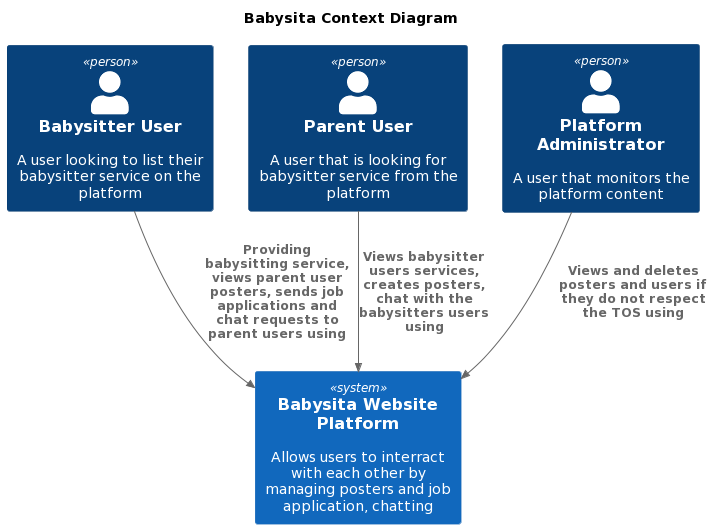 Babysita Context Diagram
«person»
Babysitter User
A user looking to list their
babysitter service on the
platform
«person»
Parent User
A user that is looking for
babysitter service from the
platform
«person»
Platform
Administrator
A user that monitors the
platform content
Providing
babysitting service,
views parent user
posters, sends job
applications and
chat requests to
parent users using
Views babysitter
users services,
creates posters,
chat with the
babysitters users
using
Views and deletes
posters and users if
they do not respect
the TOS using
«system»
Babysita Website
Platform
Allows users to interract
with each other by
managing posters and job
application, chatting